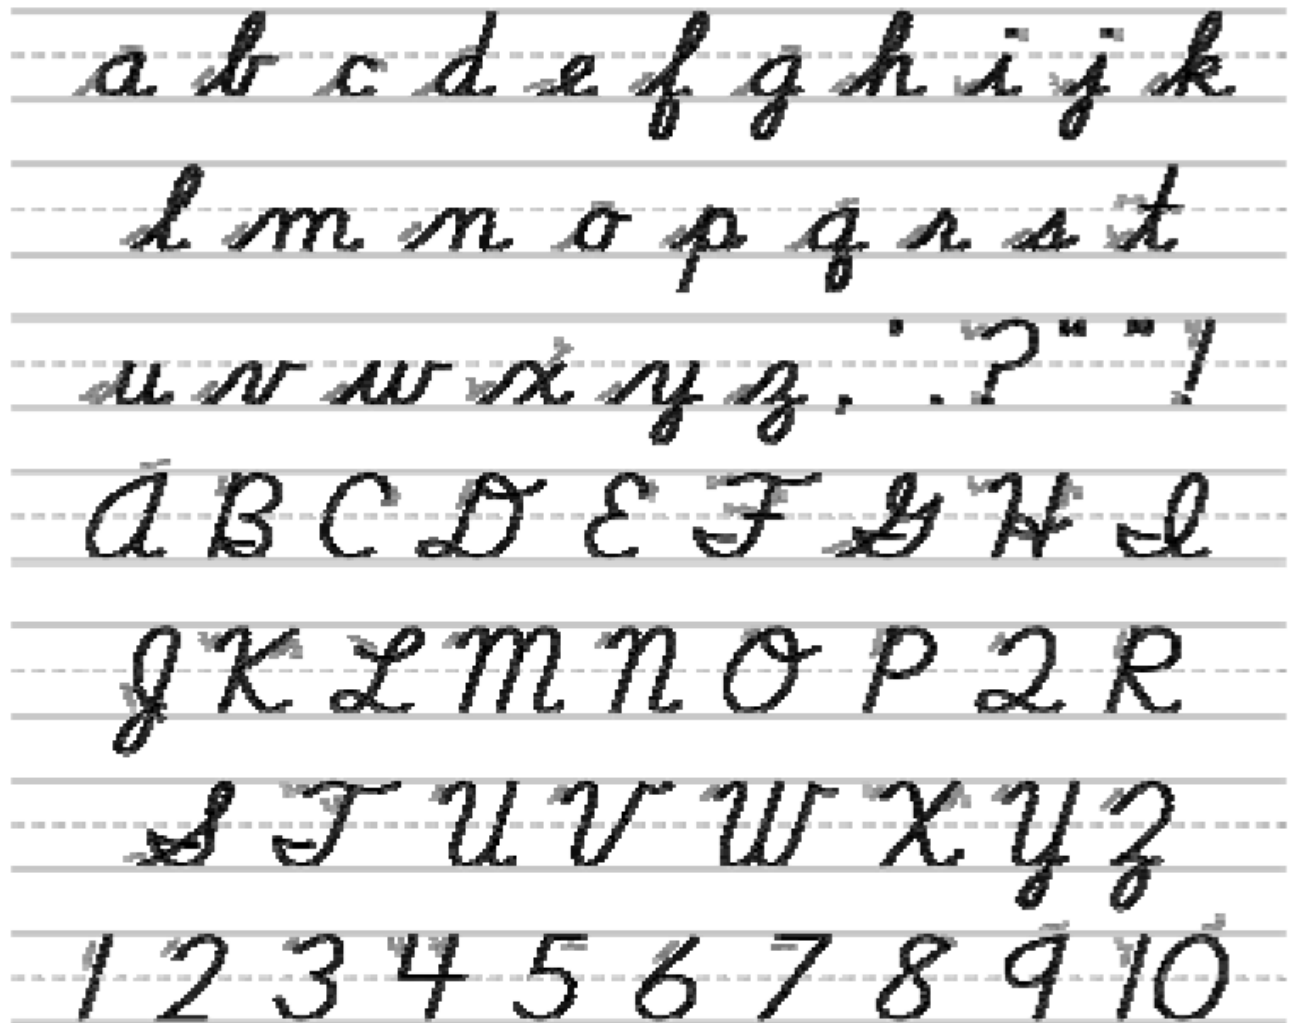 a b c d e f g h i j k
l m n o p q r s t
u v w x y z , ' . ? “ ” !
A B C D E F G H I
J K L M N O P Q R
S T U V W X Y Z
1 2 3 4 5 6 7 8 9 10